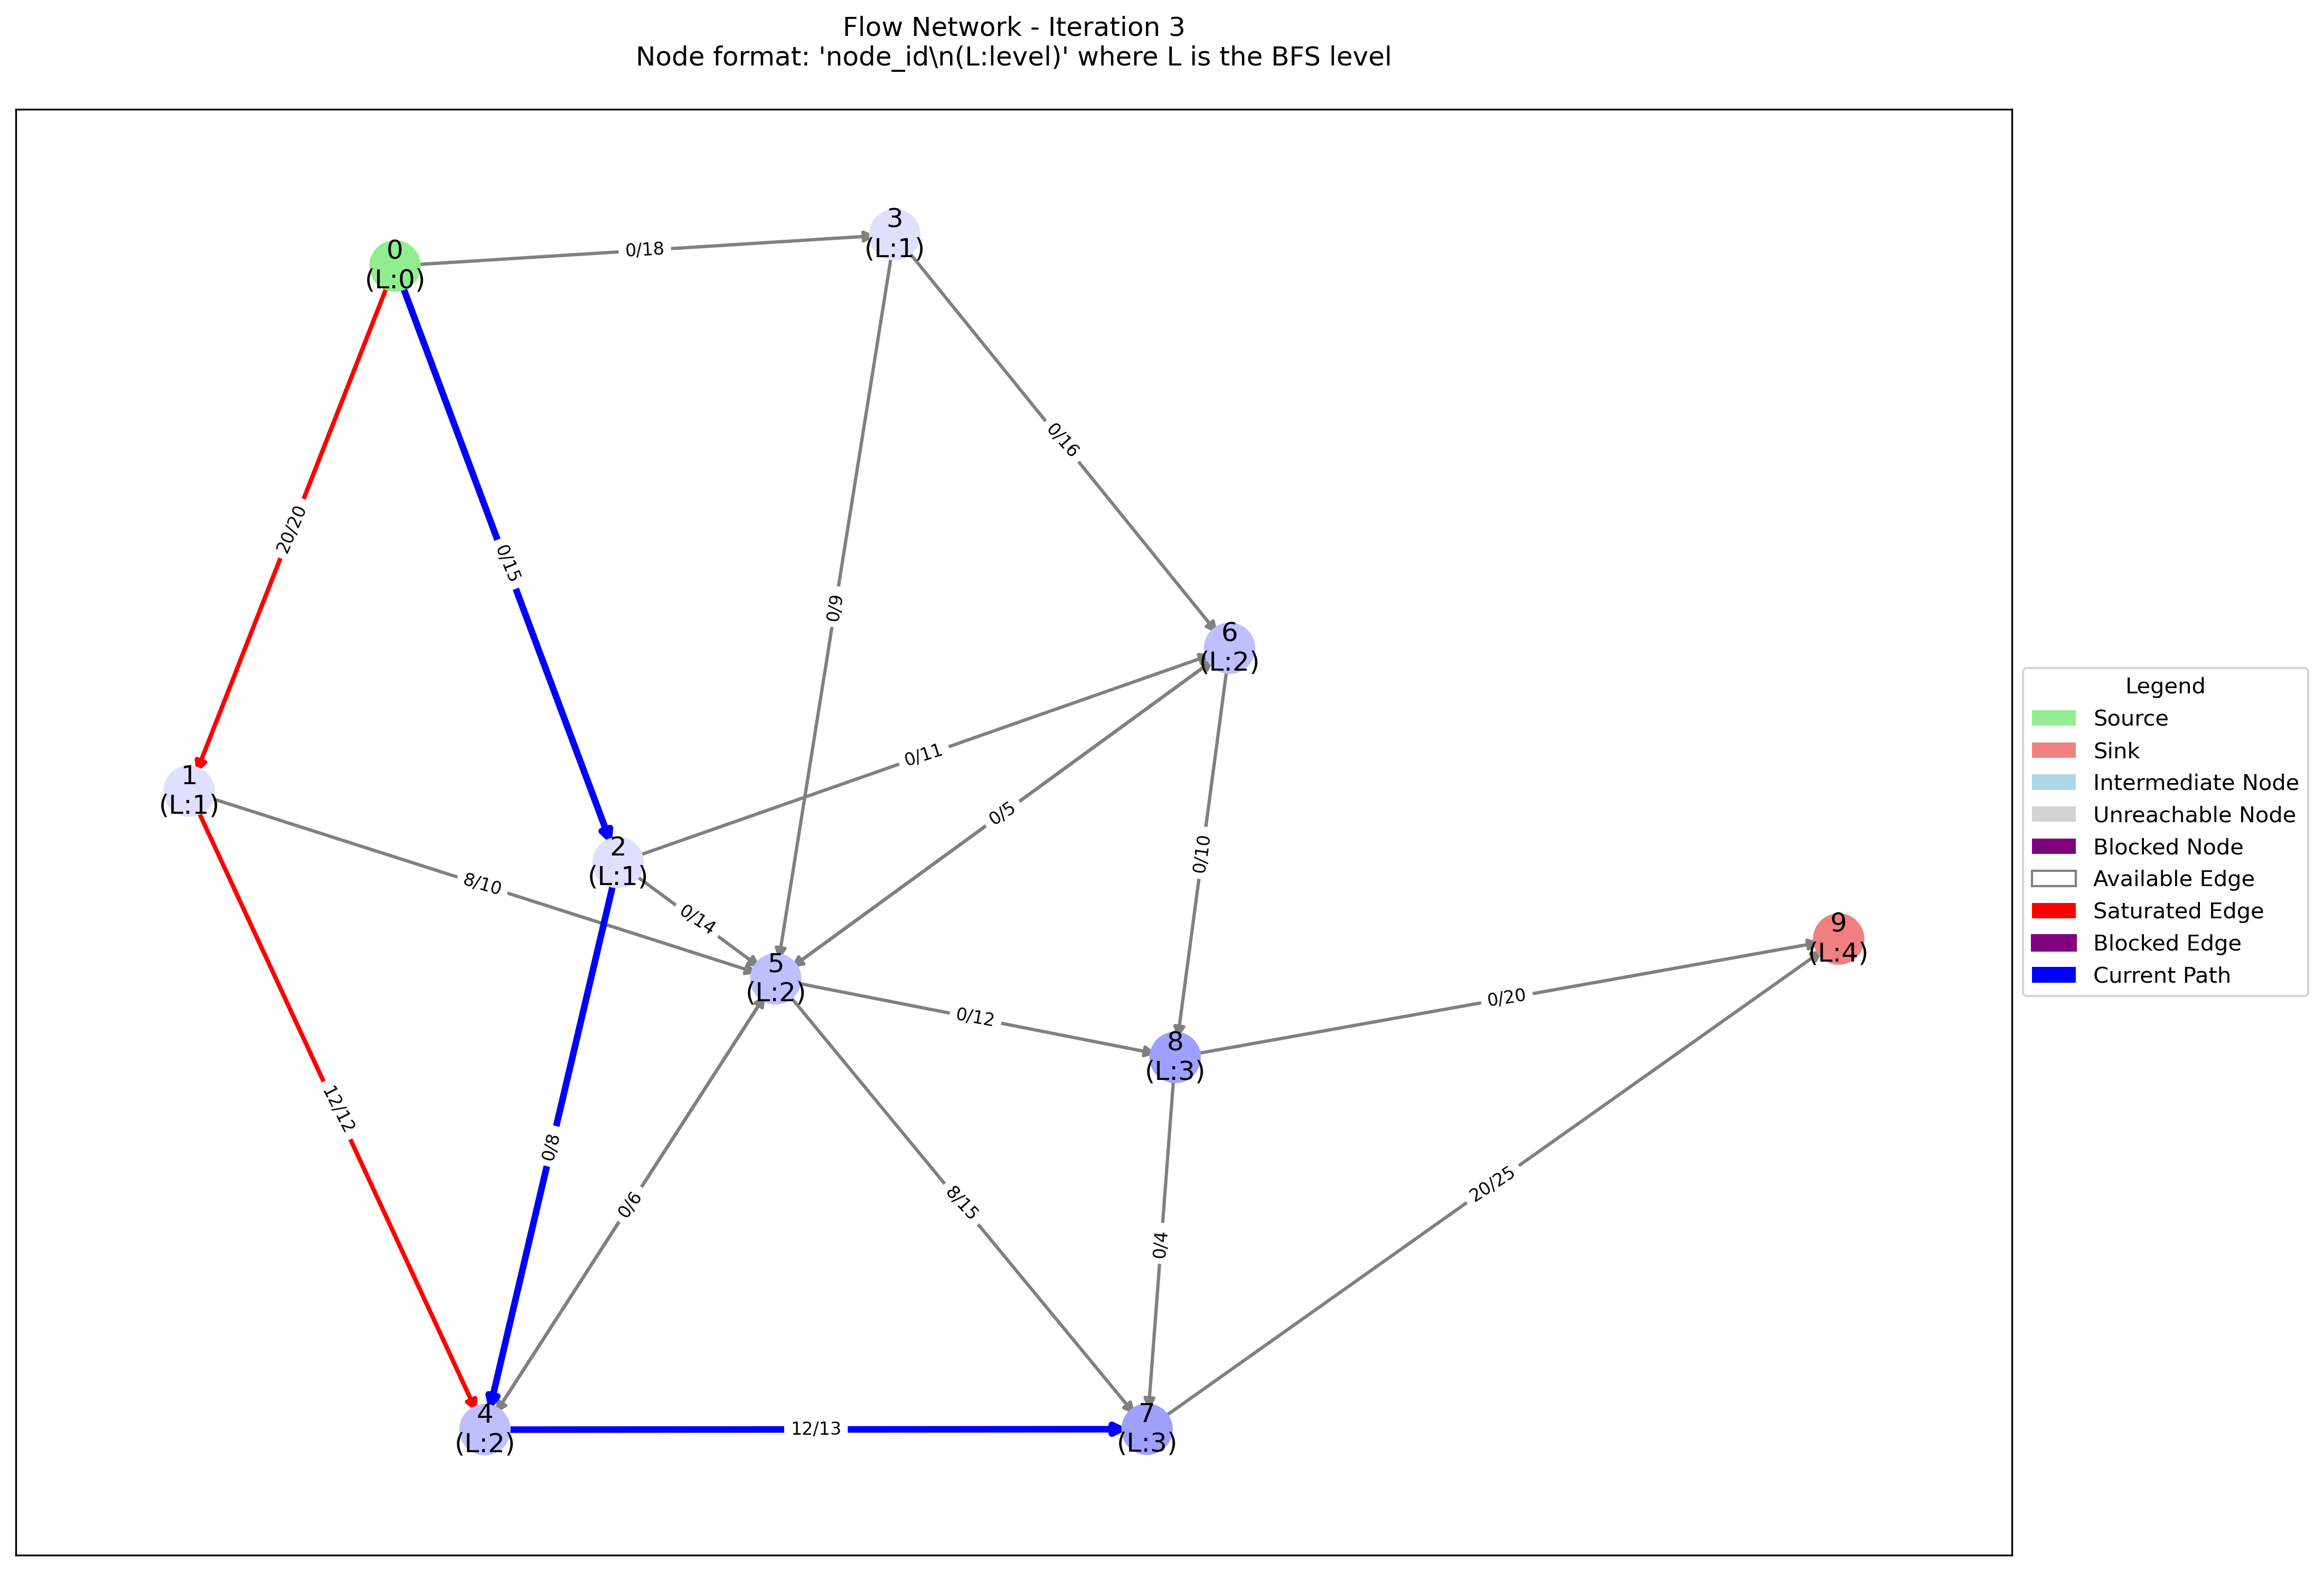 Flow Network - Iteration 3
Node format: 'node_id\n(L:level)' where L is the BFS level
3
(L:1)
0
(L:0)
0/18
0/16
20/20
0/15
0/9
6
(L:2)
0/11
1
(L:1)
0/5
2
(L:1)
0/10
8/10
0/14
9
(L:4)
5
(L:2)
0/12
0/20
8
(L:3)
12/12
0/8
0/6
8/15
20/25
0/4
4
(L:2)
12/13
7
(L:3)
Legend
Source
Sink
Intermediate Node
Unreachable Node
Blocked Node
Available Edge
Saturated Edge
Blocked Edge
Current Path